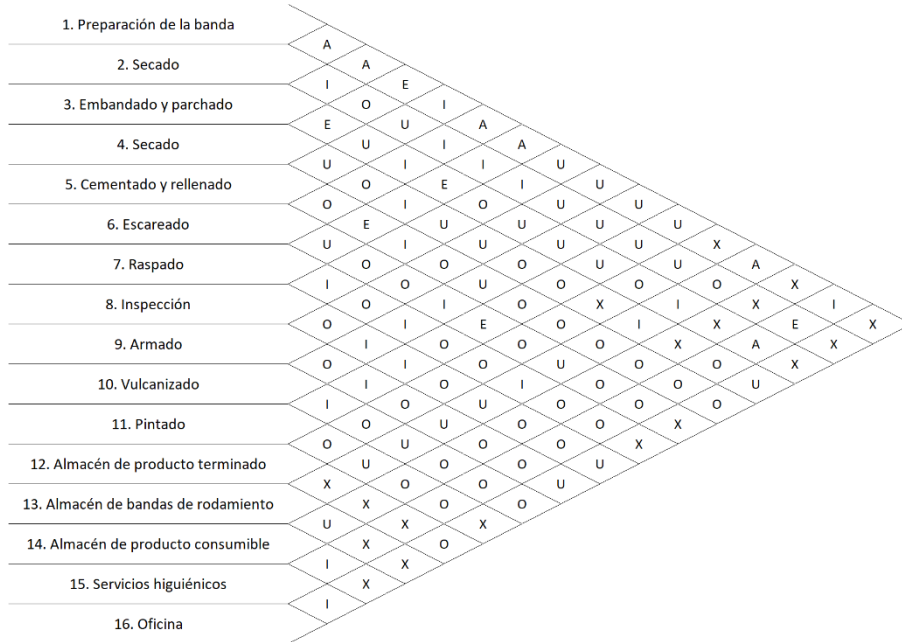 1. Preparación de la banda
A
2. Secado A
I E
3. Embandado y parchado O I
E U A
4. Secado U I A
U I I U
5. Cementado y rellenado O E I U
O I O U U
6. Escareado E U U U U
U I U U U X
7. Raspado O O O U U A
I O U O O O X
8. Inspección O I O X I X I
O I E O I X E X
9. Armado I O O O X A X
O I O U O O X
10. Vulcanizado I O I O O U
I O U O O O
11. Pintado O U O O X
O U O O X
12. Almacén de producto terminado U O O U
X O O U
13. Almacén de bandas de rodamiento X O O
U X X
14. Almacén de producto consumible X O
I X
15. Servicios higuiénicos X
I
16. Oficina